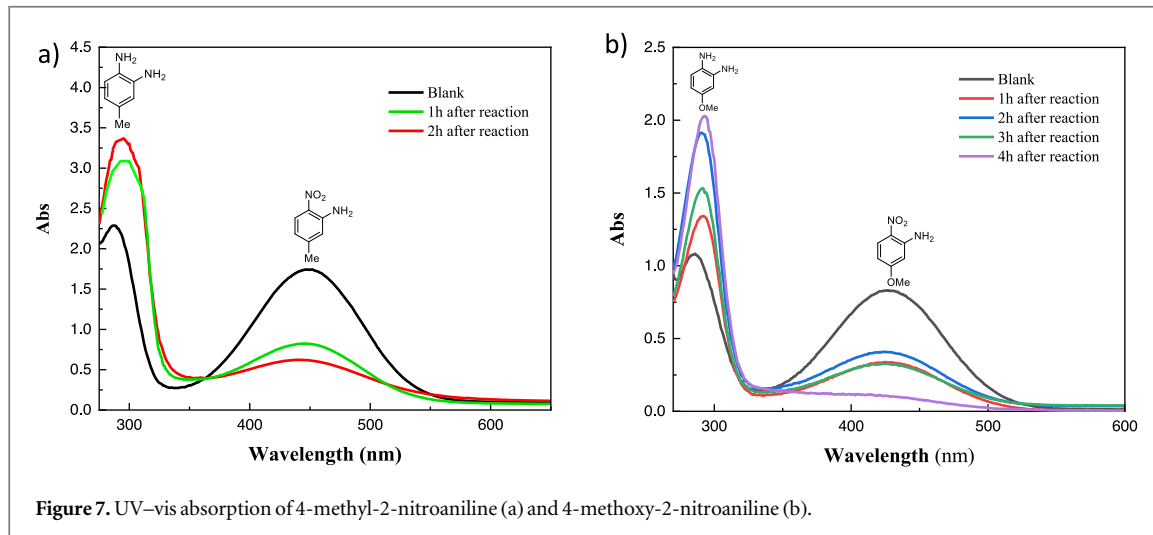 a)
4.5
4.0
3.5
3.0
2.5
2.0
1.5
1.0
0.5
0.0
Abs
NH₂
NH₂
Me
Blank
1h after reaction
2h after reaction
NO₂
NH₂
Me
300
400
500
600
Wavelength (nm)
b)
2.5
2.0
1.5
1.0
0.5
0.0
Abs
NH₂
NH₂
OMe
Blank
1h after reaction
2h after reaction
3h after reaction
4h after reaction
NO₂
NH₂
OMe
300
400
500
600
Wavelength (nm)
Figure 7. UV–vis absorption of 4-methyl-2-nitroaniline (a) and 4-methoxy-2-nitroaniline (b).